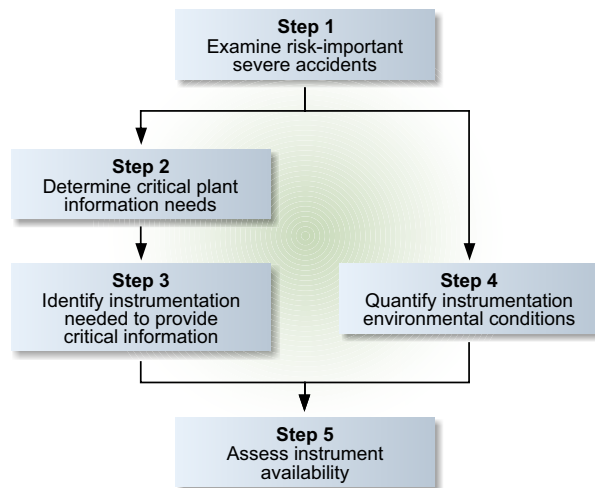 Step 1
Examine risk-important
severe accidents
Step 2
Determine critical plant
information needs
Step 3
Identify instrumentation
needed to provide
critical information
Step 4
Quantify instrumentation
environmental conditions
Step 5
Assess instrument
availability